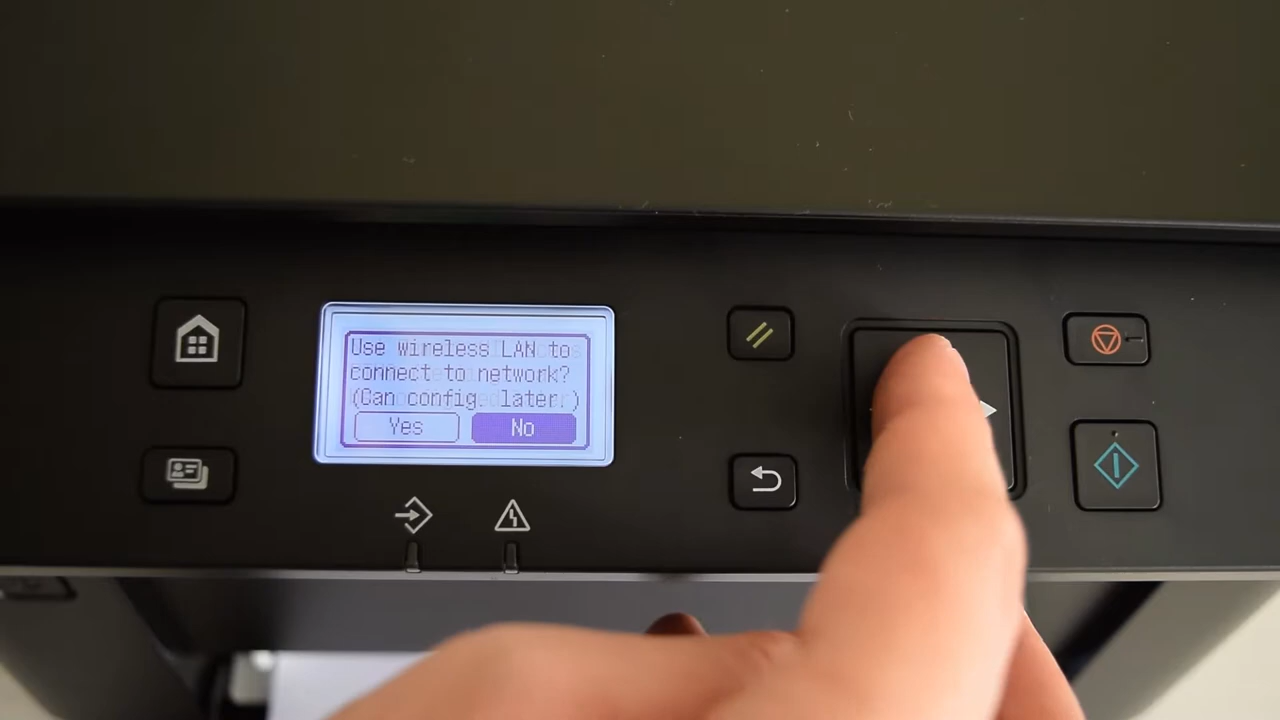 Use wireless LAN to
connect to network?
(Can config. later.)
Yes No